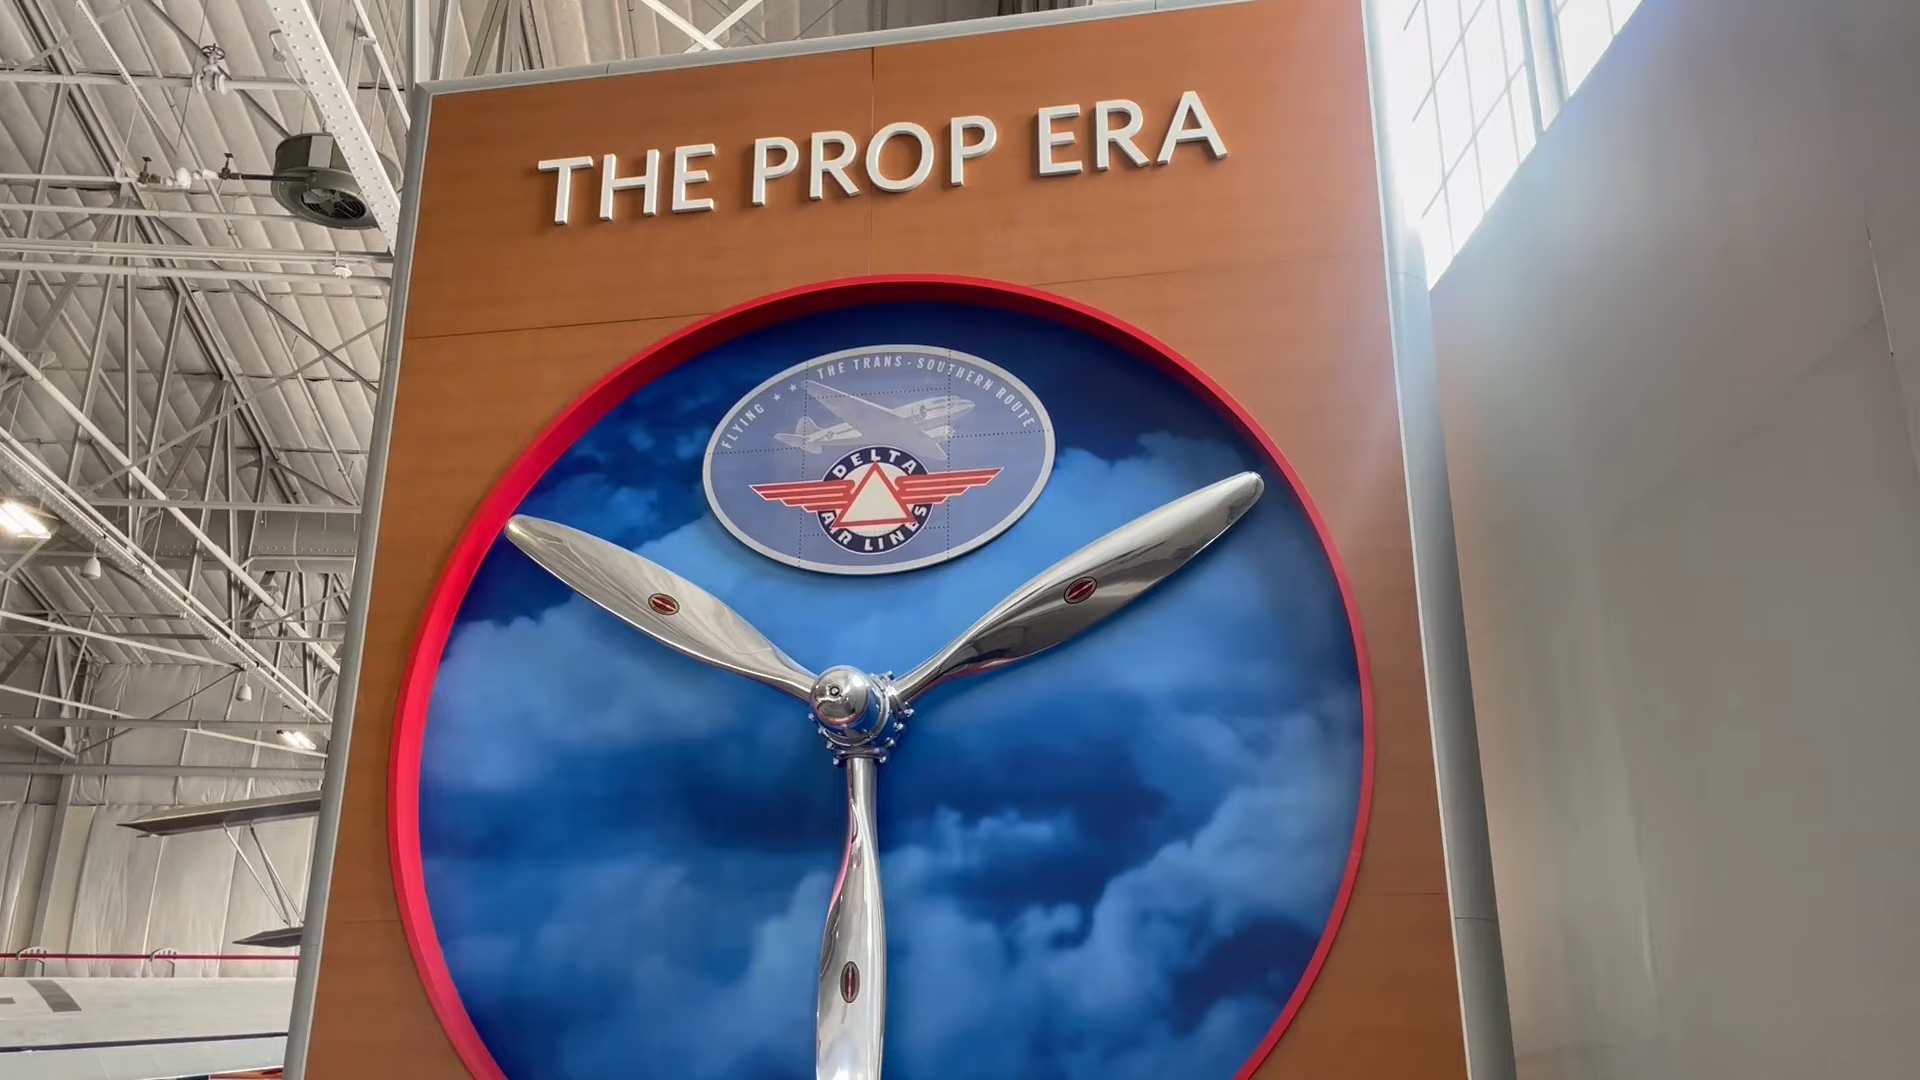 THE PROP ERA
FLYING ★ ★ THE TRANS-SOUTHERN ROUTE
DELTA
AIR LINES